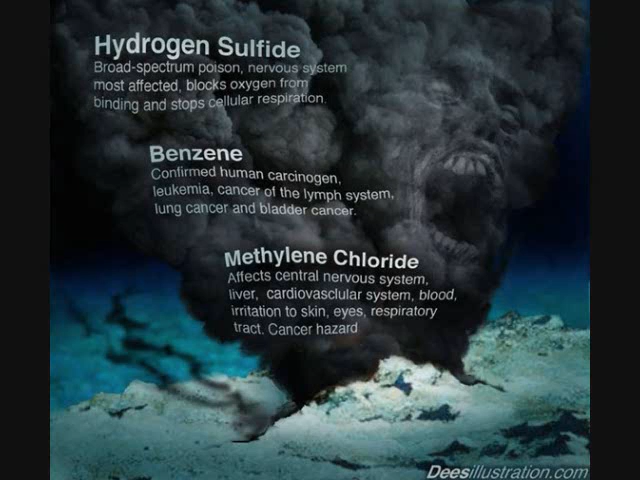 Hydrogen Sulfide
Broad-spectrum poison, nervous system
most affected, blocks oxygen from
binding and stops cellular respiration.
Benzene
Confirmed human carcinogen,
leukemia, cancer of the lymph system,
lung cancer and bladder cancer.
Methylene Chloride
Affects central nervous system,
liver, cardiovasclular system, blood,
irritation to skin, eyes, respiratory
tract. Cancer hazard
Deesillustration.com